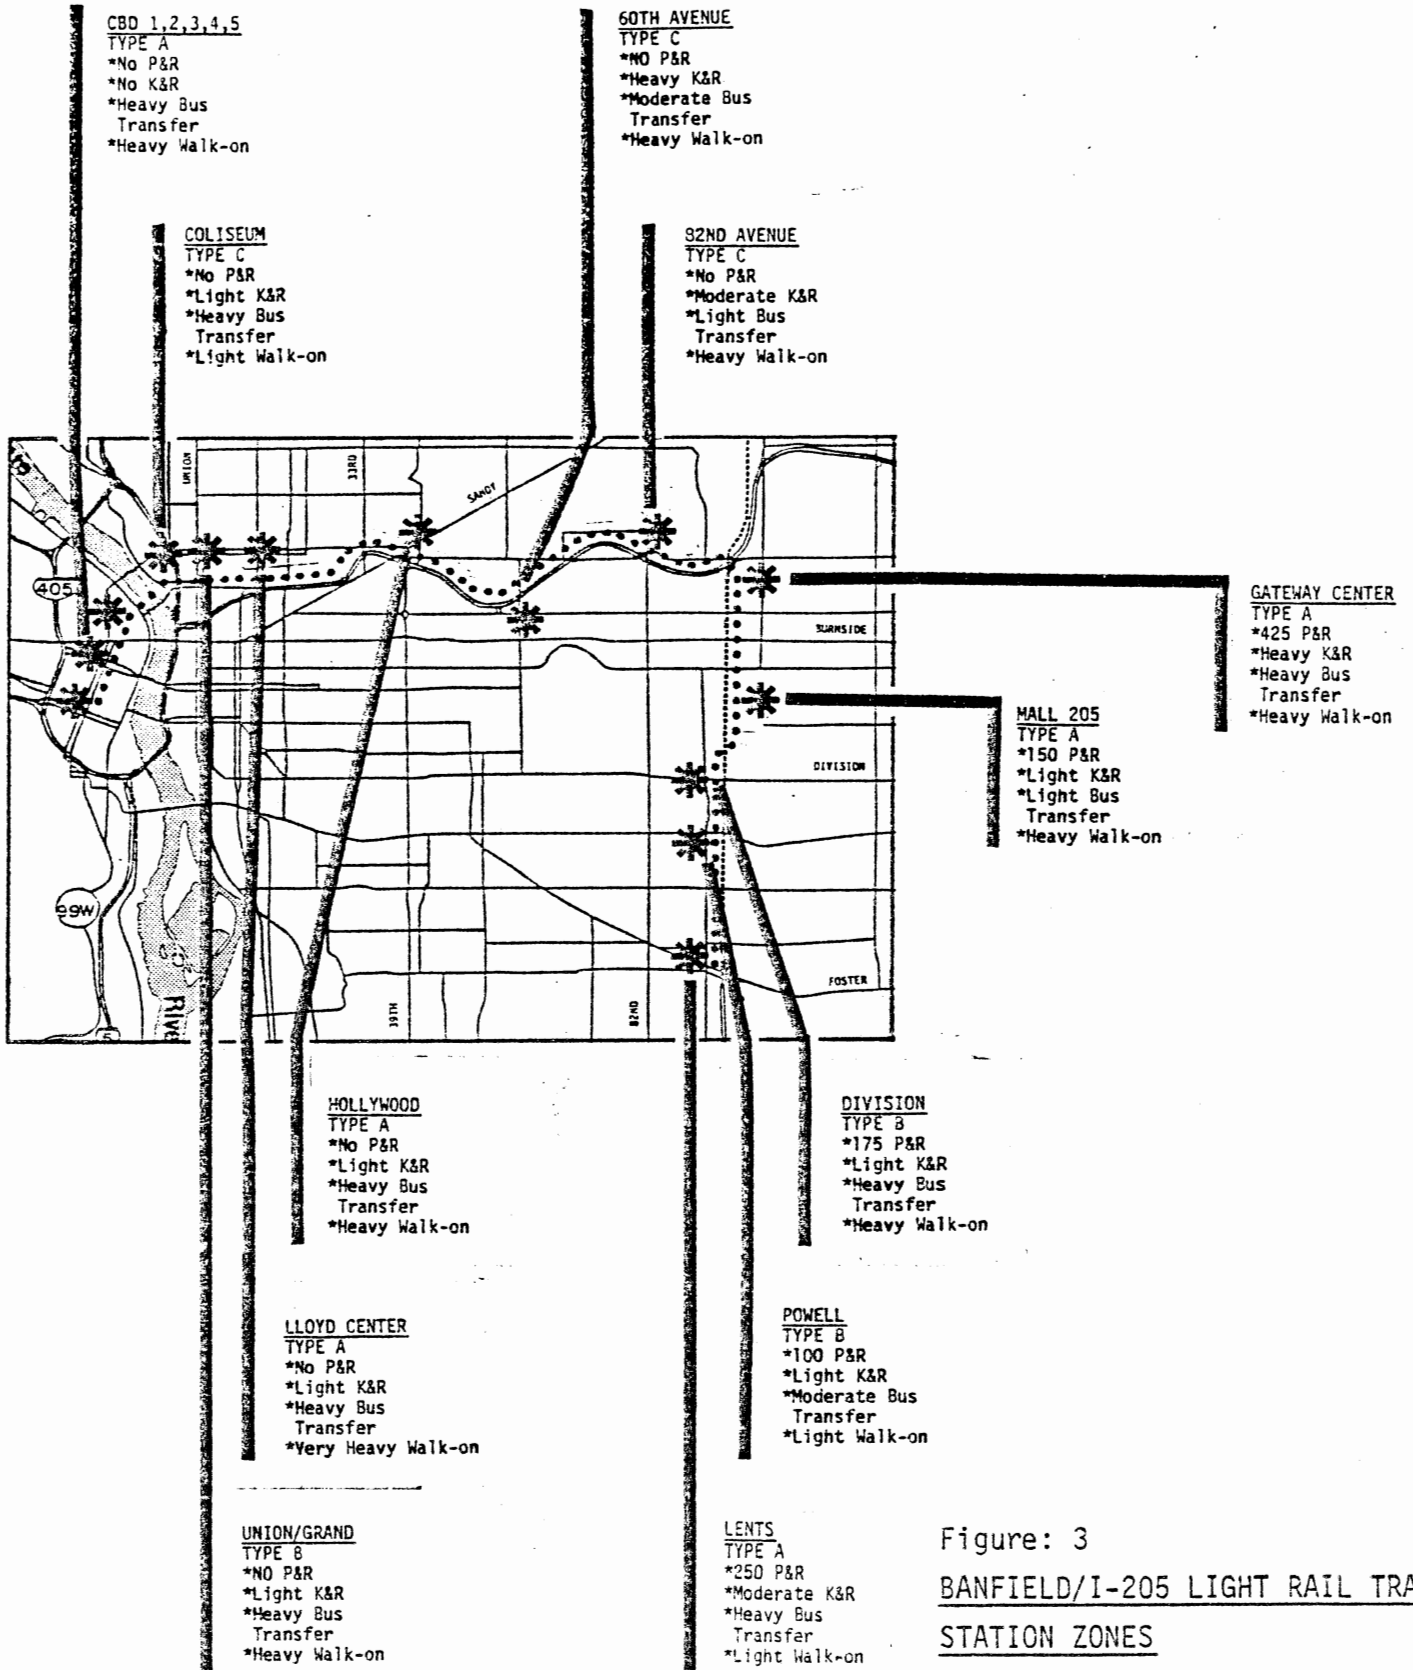 CBD 1,2,3,4,5
TYPE A
*No P&R
*No K&R
*Heavy Bus
Transfer
*Heavy Walk-on
60TH AVENUE
TYPE C
*NO P&R
*Heavy K&R
*Moderate Bus
Transfer
*Heavy Walk-on
COLISEUM
TYPE C
*No P&R
*Light K&R
*Heavy Bus
Transfer
*Light Walk-on
82ND AVENUE
TYPE C
*No P&R
*Moderate K&R
*Light Bus
Transfer
*Heavy Walk-on
UNION
33RD
SANDY
405
BURNSIDE
DIVISION
99W
FOSTER
39TH
82ND
5
Rive
GATEWAY CENTER
TYPE A
*425 P&R
*Heavy K&R
*Heavy Bus
Transfer
*Heavy Walk-on
MALL 205
TYPE A
*150 P&R
*Light K&R
*Light Bus
Transfer
*Heavy Walk-on
HOLLYWOOD
TYPE A
*No P&R
*Light K&R
*Heavy Bus
Transfer
*Heavy Walk-on
DIVISION
TYPE B
*175 P&R
*Light K&R
*Heavy Bus
Transfer
*Heavy Walk-on
LLOYD CENTER
TYPE A
*No P&R
*Light K&R
*Heavy Bus
Transfer
*Very Heavy Walk-on
POWELL
TYPE B
*100 P&R
*Light K&R
*Moderate Bus
Transfer
*Light Walk-on
UNION/GRAND
TYPE B
*NO P&R
*Light K&R
*Heavy Bus
Transfer
*Heavy Walk-on
LENTS
TYPE A
*250 P&R
*Moderate K&R
*Heavy Bus
Transfer
*Light Walk-on
Figure: 3
BANFIELD/I-205 LIGHT RAIL TRA
STATION ZONES